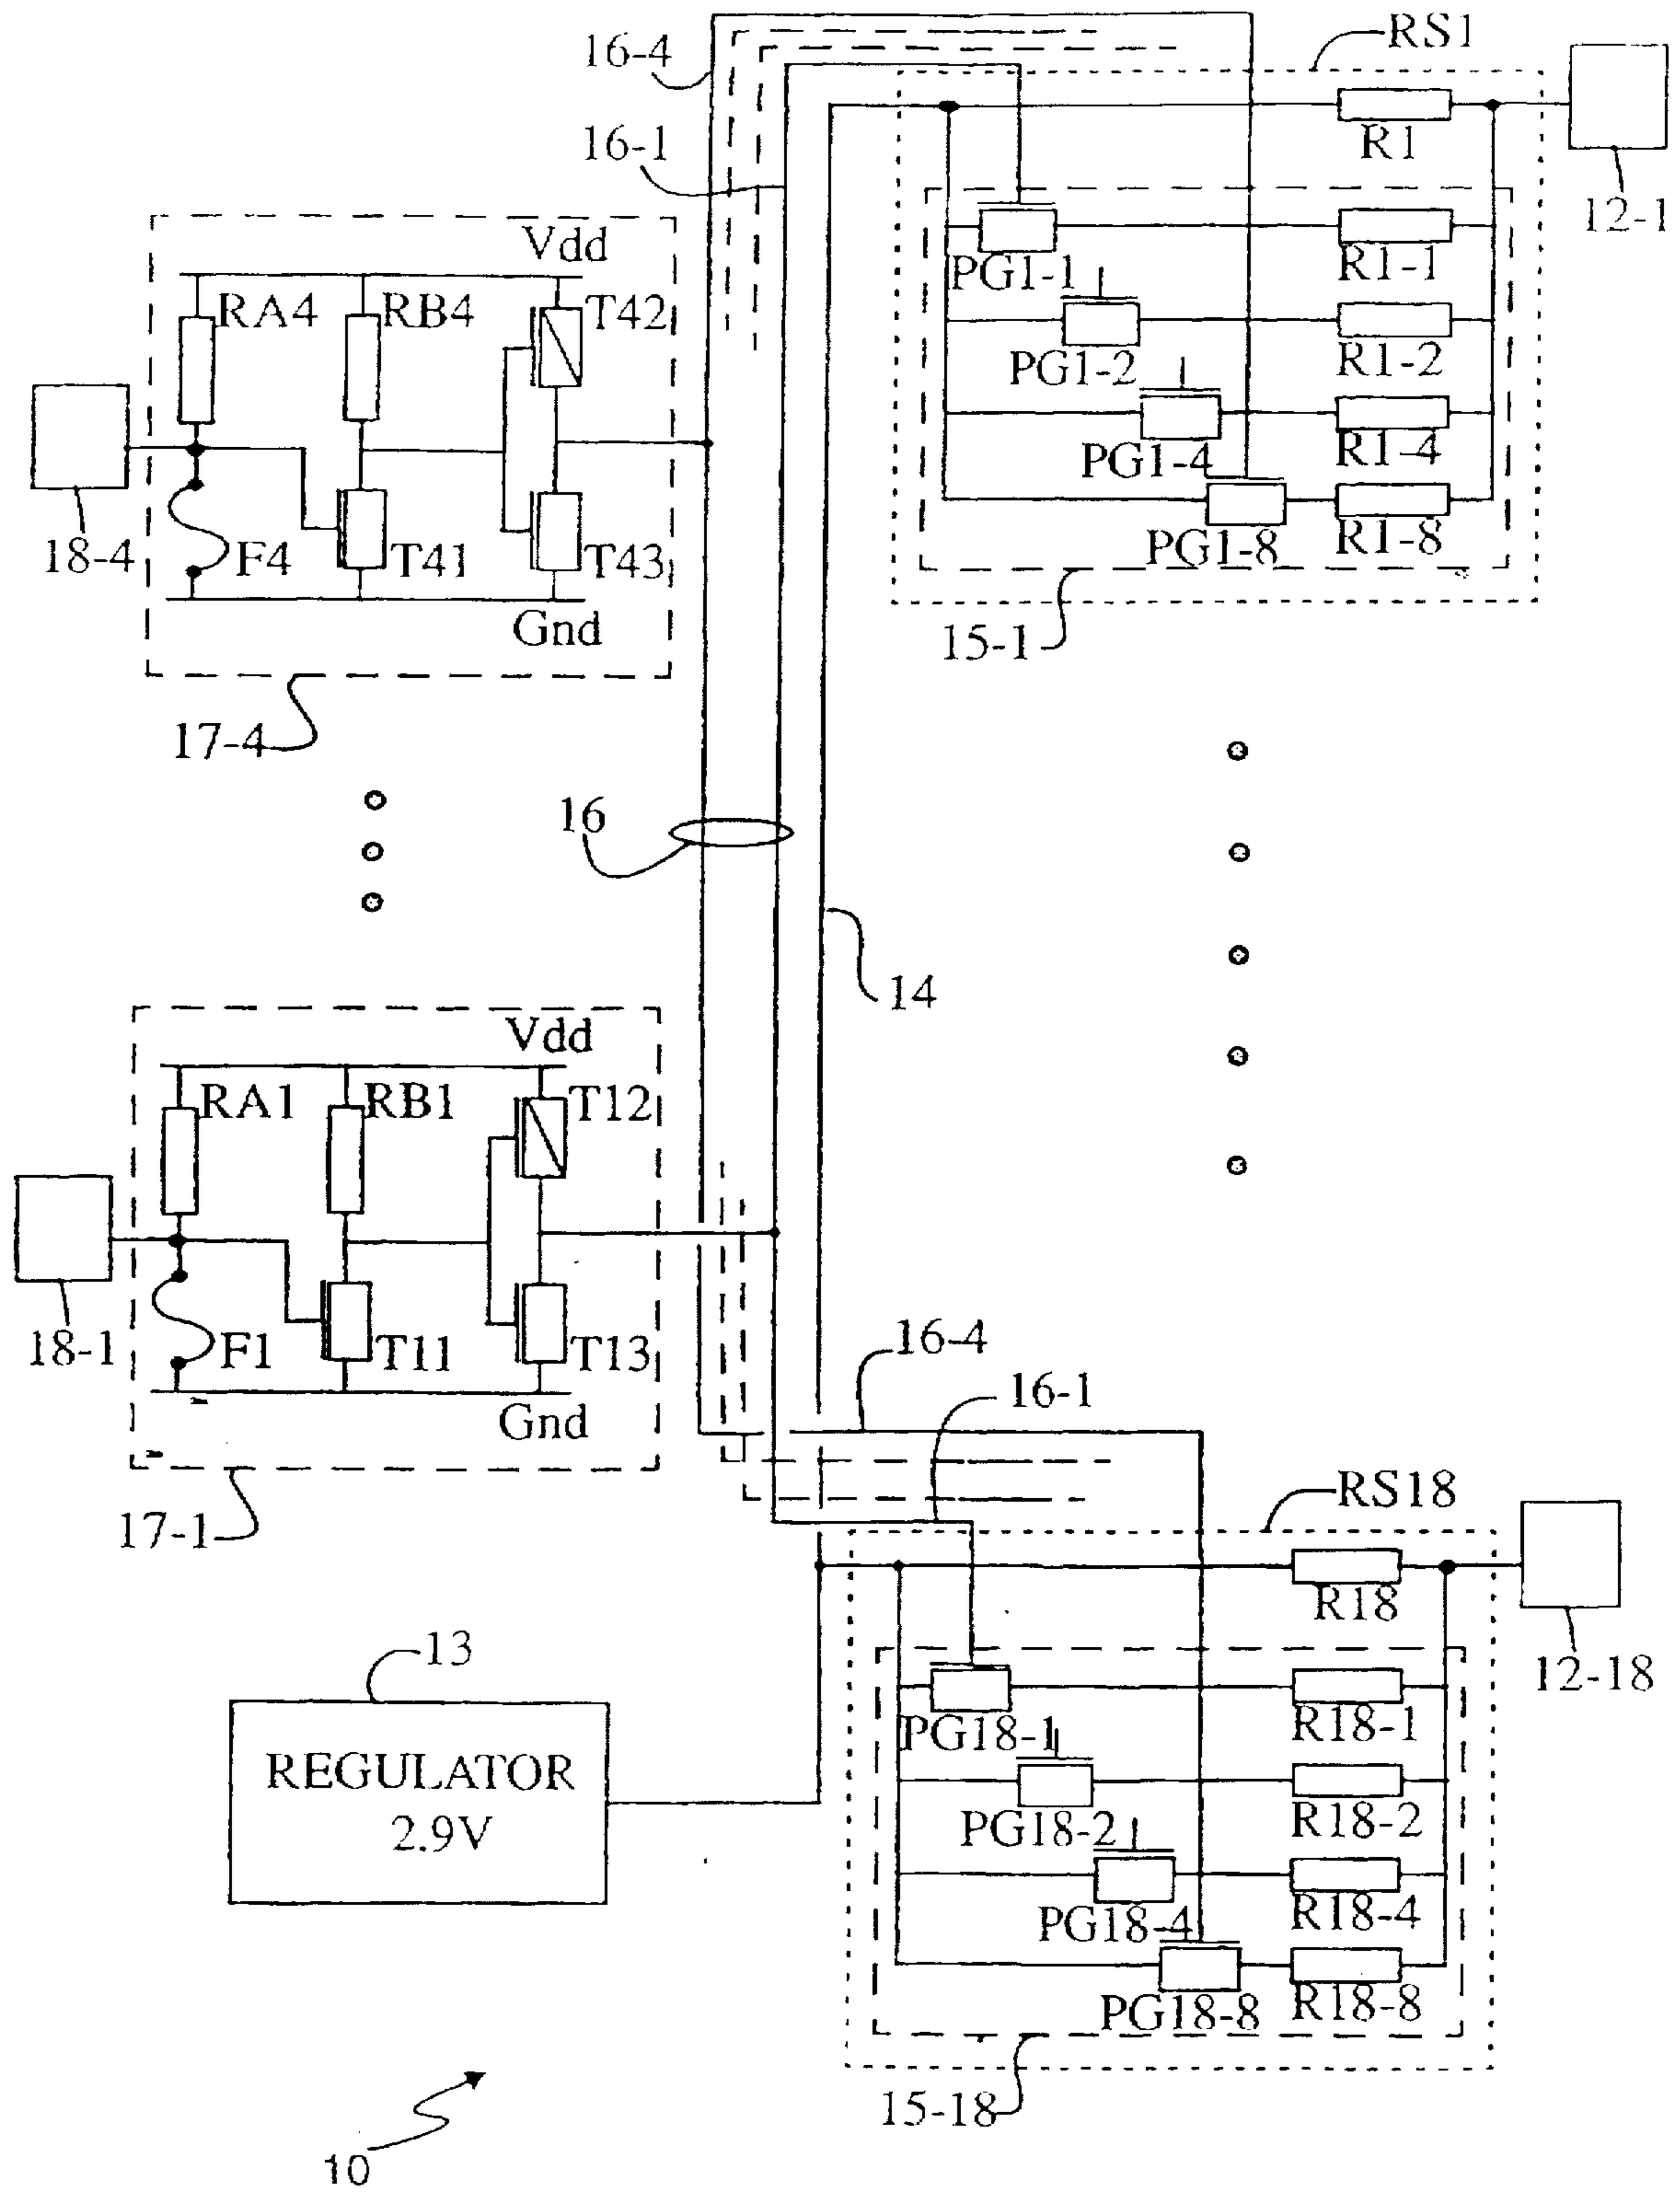 16-4
RS1
R1
12-1
16-1
Vdd
RA4
RB4
T42
PG1-1
R1-1
PG1-2
R1-2
PG1-4
R1-4
18-4
F4
T41
T43
PG1-8
R1-8
Gnd
15-1
17-4
16
14
Vdd
RA1
RB1
T12
18-1
F1
T11
T13
Gnd
16-4
16-1
17-1
RS18
R18
12-18
13
REGULATOR
2.9V
PG18-1
R18-1
PG18-2
R18-2
PG18-4
R18-4
PG18-8
R18-8
15-18
10